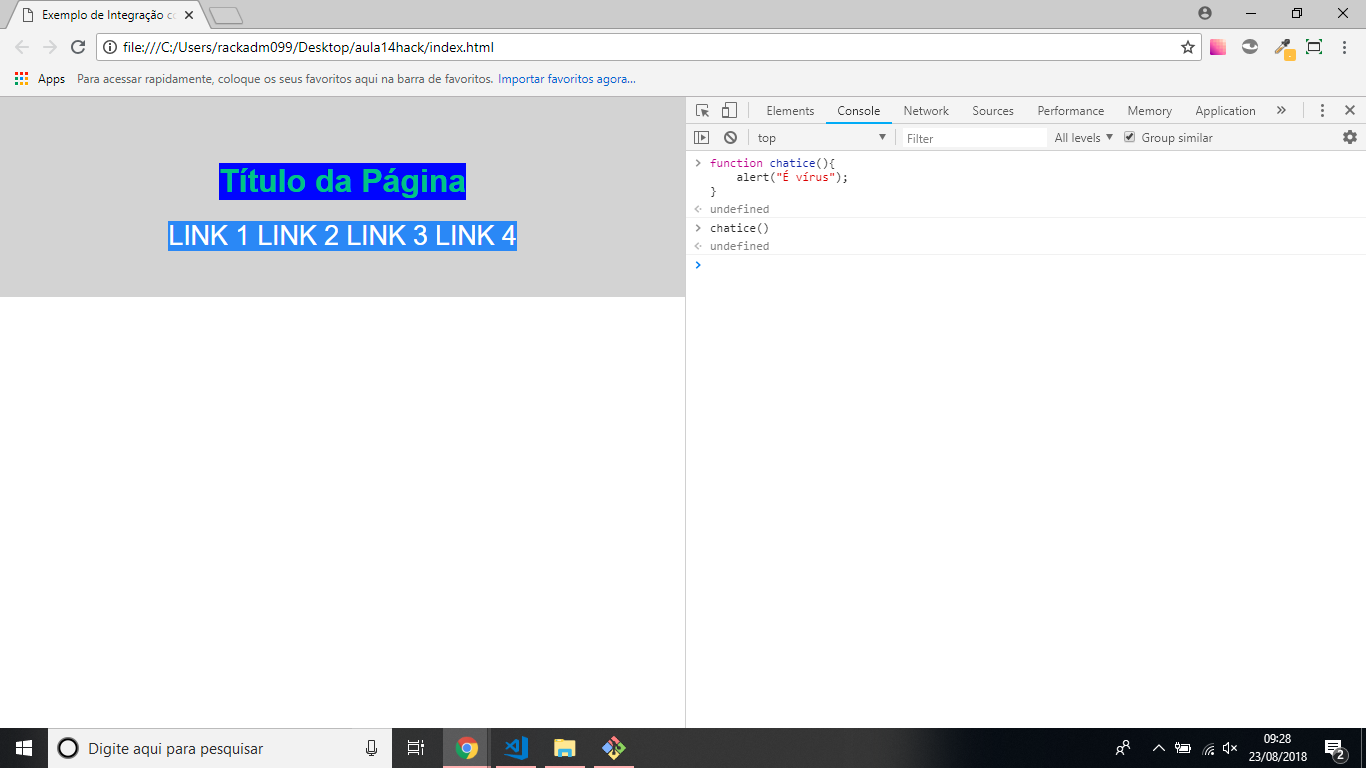 Exemplo de Integração co
file:///C:/Users/rackadm099/Desktop/aula14hack/index.html
Apps Para acessar rapidamente, coloque os seus favoritos aqui na barra de favoritos. Importar favoritos agora...
Título da Página
LINK 1 LINK 2 LINK 3 LINK 4
Elements Console Network Sources Performance Memory Application »
top Filter All levels Group similar
> function chatice(){
alert("É vírus");
}
undefined
> chatice()
undefined
>
Digite aqui para pesquisar
09:28
23/08/2018
2